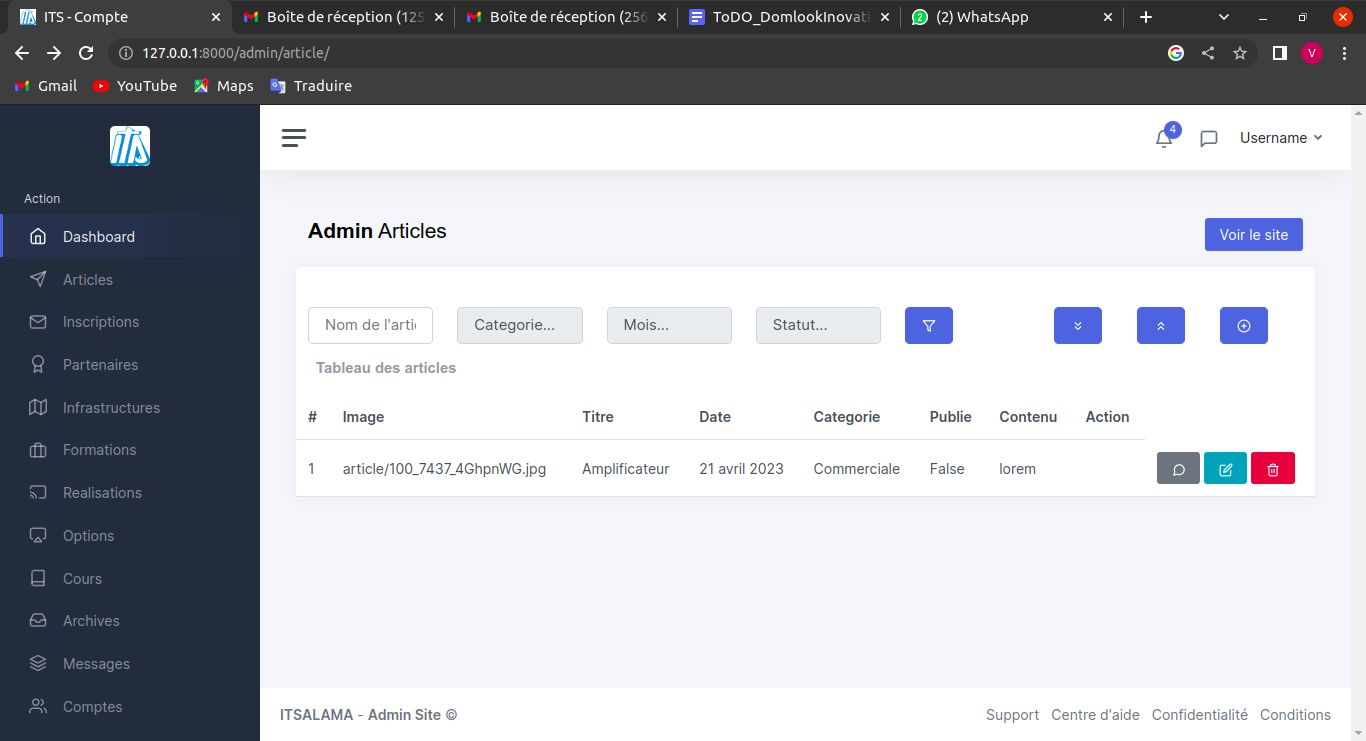 ITS - Compte
Boîte de réception (125
Boîte de réception (256
ToDO_DomlookInovati
2
(2) WhatsApp
127.0.0.1:8000/admin/article/
V
Gmail
YouTube
Maps
Traduire
ITS
4
Username
Action
Dashboard
Articles
Inscriptions
Partenaires
Infrastructures
Formations
Realisations
Options
Cours
Archives
Messages
Comptes
Admin Articles
Voir le site
Nom de l'arti
Categorie...
Mois...
Statut...
Tableau des articles
# Image Titre Date Categorie Publie Contenu Action
1 article/100_7437_4GhpnWG.jpg Amplificateur 21 avril 2023 Commerciale False lorem
ITSALAMA - Admin Site ©
Support Centre d'aide Confidentialité Conditions